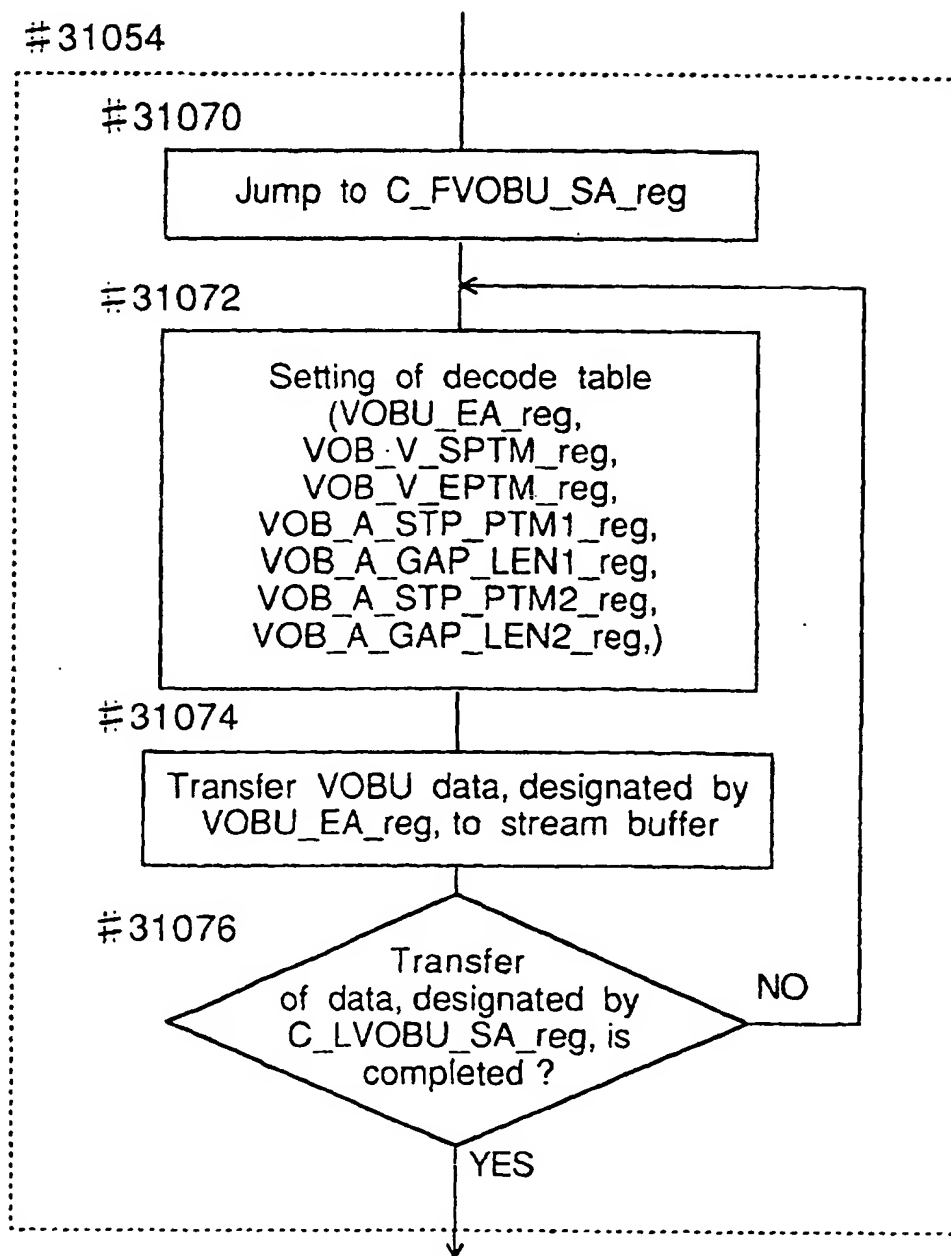 #31054
#31070
Jump to C_FVOBU_SA_reg
#31072
Setting of decode table
(VOBU_EA_reg,
VOB_V_SPTM_reg,
VOB_V_EPTM_reg,
VOB_A_STP_PTM1_reg,
VOB_A_GAP_LEN1_reg,
VOB_A_STP_PTM2_reg,
VOB_A_GAP_LEN2_reg,)
#31074
Transfer VOBU data, designated by
VOBU_EA_reg, to stream buffer
#31076
Transfer
of data, designated by
C_LVOBU_SA_reg, is
completed ?
NO
YES